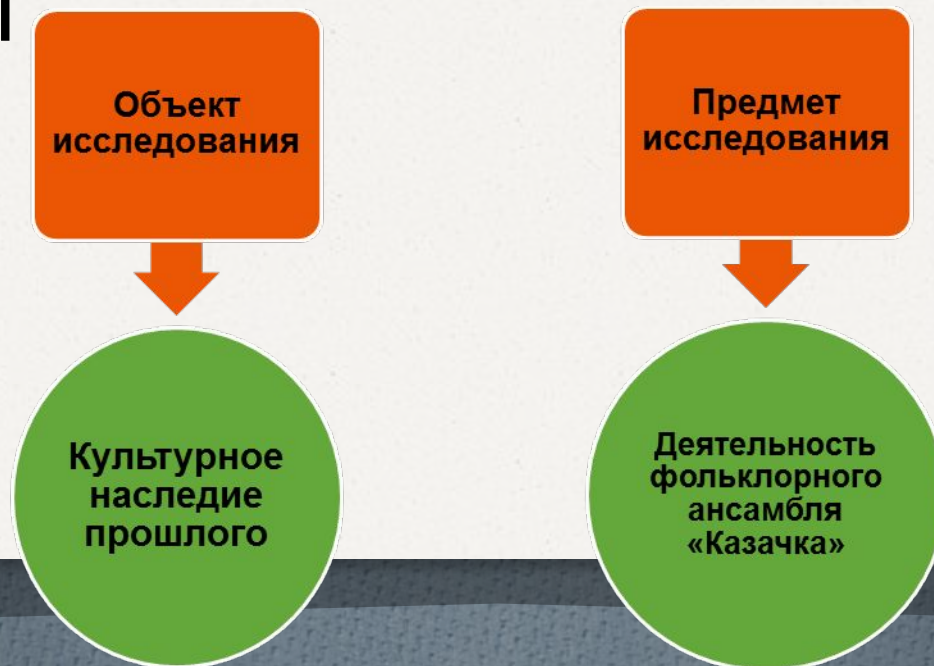 Объект
исследования
Предмет
исследования
Культурное
наследие
прошлого
Деятельность
фольклорного
ансамбля
«Казачка»